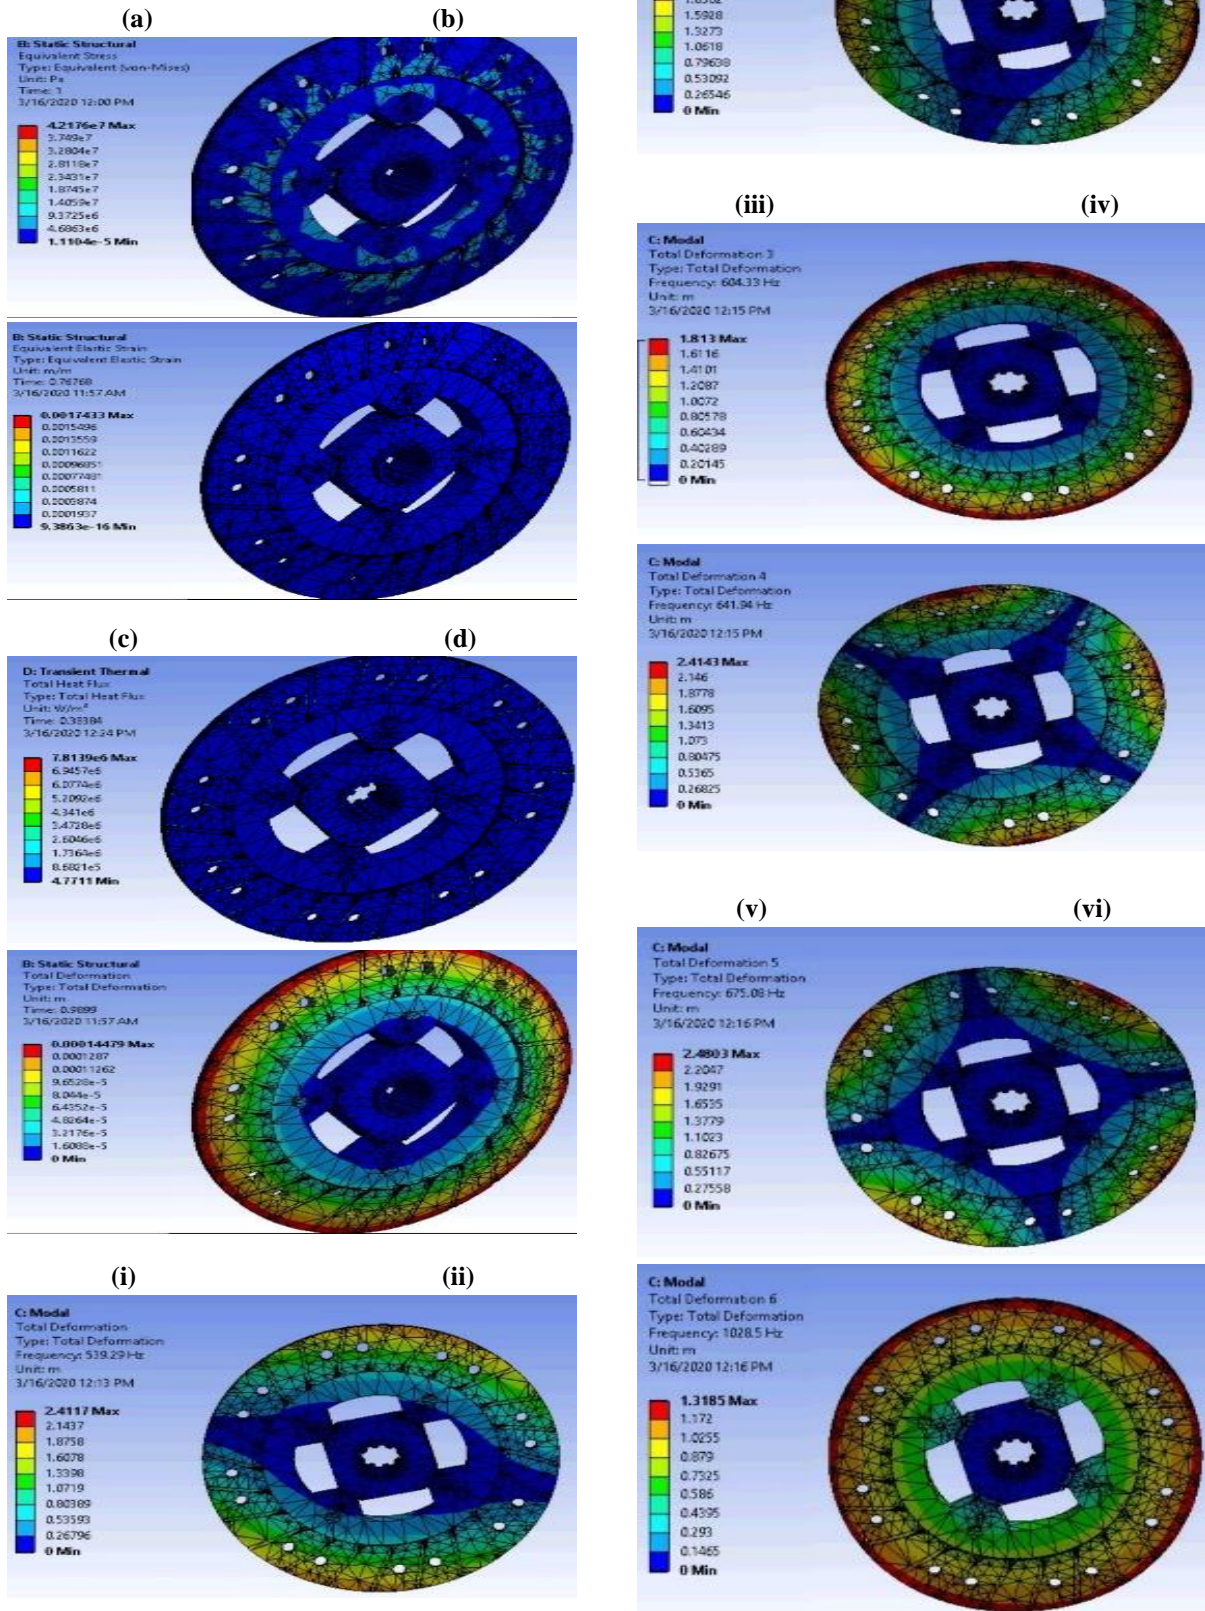 (a) (b)
B: Static Structural
Equivalent Stress
Type: Equivalent (von-Mises)
Unit: Pa
Time: 1
3/16/2020 12:00 PM
4.2176e7 Max
3.749e7
3.2804e7
2.8118e7
2.3431e7
1.8745e7
1.4059e7
9.3725e6
4.6863e6
1.1104e-5 Min
B: Static Structural
Equivalent Elastic Strain
Type: Equivalent Elastic Strain
Unit: m/m
Time: 0.76768
3/16/2020 11:57 AM
0.0017433 Max
0.0015496
0.0013559
0.0011622
0.00096851
0.00077481
0.0005811
0.0003874
0.0001937
9.3863e-16 Min
(c) (d)
D: Transient Thermal
Total Heat Flux
Type: Total Heat Flux
Unit: W/m²
Time: 0.38384
3/16/2020 12:24 PM
7.8139e6 Max
6.9457e6
6.0774e6
5.2092e6
4.341e6
3.4728e6
2.6046e6
1.7364e6
8.6821e5
4.7711 Min
B: Static Structural
Total Deformation
Type: Total Deformation
Unit: m
Time: 0.9899
3/16/2020 11:57 AM
0.00014479 Max
0.0001287
0.00011262
9.6528e-5
8.044e-5
6.4352e-5
4.8264e-5
3.2176e-5
1.6088e-5
0 Min
(i) (ii)
C: Modal
Total Deformation
Type: Total Deformation
Frequency: 539.29 Hz
Unit: m
3/16/2020 12:13 PM
2.4117 Max
2.1437
1.8758
1.6078
1.3398
1.0719
0.80389
0.53593
0.26796
0 Min
1.5928
1.3273
1.0618
0.79638
0.53092
0.26546
0 Min
(iii) (iv)
C: Modal
Total Deformation 3
Type: Total Deformation
Frequency: 604.33 Hz
Unit: m
3/16/2020 12:15 PM
1.813 Max
1.6116
1.4101
1.2087
1.0072
0.80578
0.60434
0.40289
0.20145
0 Min
C: Modal
Total Deformation 4
Type: Total Deformation
Frequency: 641.94 Hz
Unit: m
3/16/2020 12:15 PM
2.4143 Max
2.146
1.8778
1.6095
1.3413
1.073
0.80475
0.5365
0.26825
0 Min
(v) (vi)
C: Modal
Total Deformation 5
Type: Total Deformation
Frequency: 675.08 Hz
Unit: m
3/16/2020 12:16 PM
2.4803 Max
2.2047
1.9291
1.6535
1.3779
1.1023
0.82675
0.55117
0.27558
0 Min
C: Modal
Total Deformation 6
Type: Total Deformation
Frequency: 1028.5 Hz
Unit: m
3/16/2020 12:16 PM
1.3185 Max
1.172
1.0255
0.879
0.7325
0.586
0.4395
0.293
0.1465
0 Min